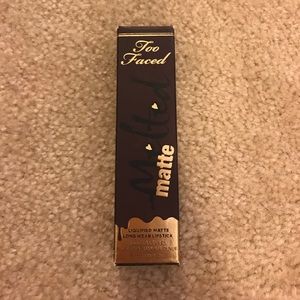 Too
Faced
Melted
matte
LIQUIFIED MATTE
LONG WEAR LIPSTICK